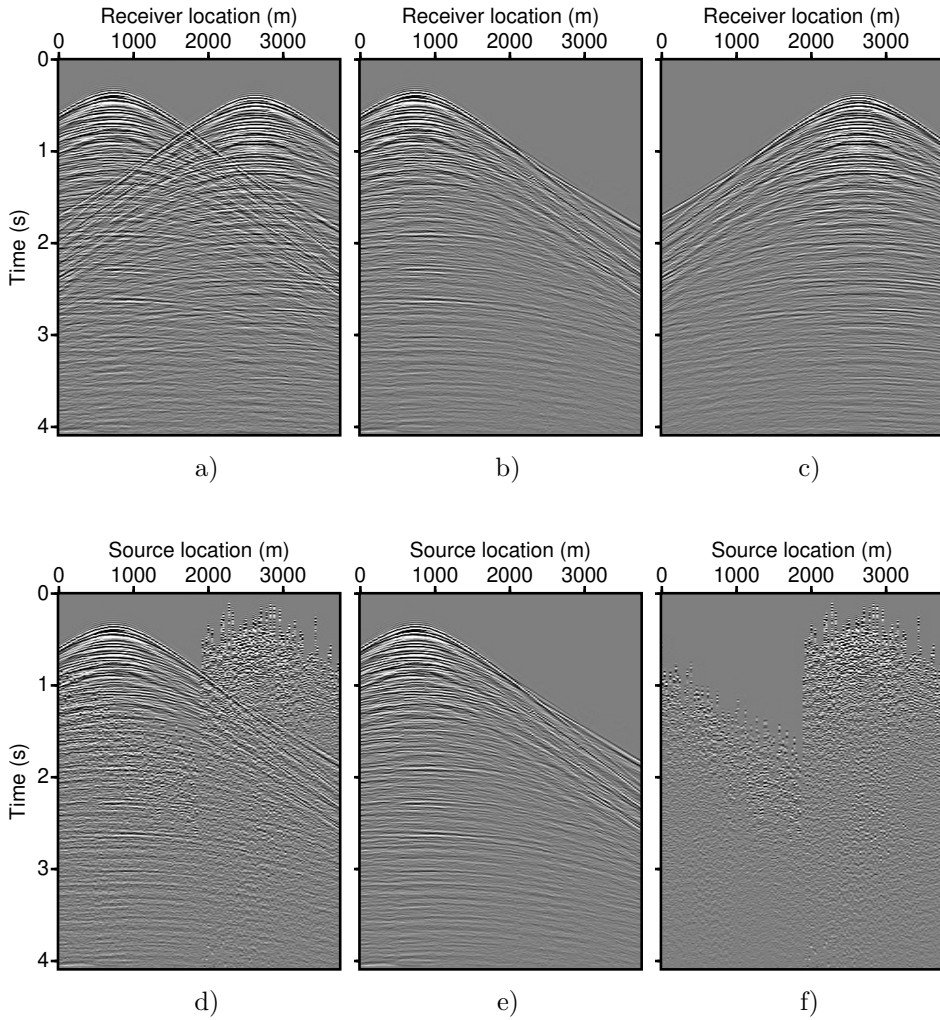 Receiver location (m) Receiver location (m) Receiver location (m)
0 1000 2000 3000 0 1000 2000 3000 0 1000 2000 3000
0
1
2
3
4
Time (s)
a) b) c)
Source location (m) Source location (m) Source location (m)
0 1000 2000 3000 0 1000 2000 3000 0 1000 2000 3000
0
1
2
3
4
Time (s)
d) e) f)